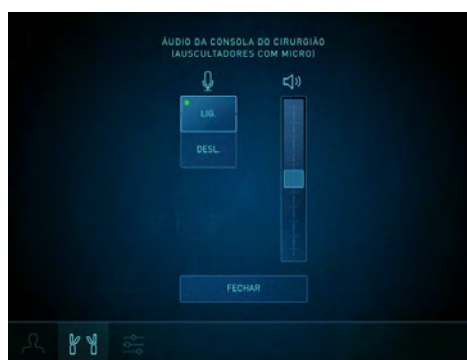 ÁUDIO DA CONSOLA DO CIRURGIÃO
(AUSCULTADORES COM MICRO)
LIG.
DESL.
FECHAR